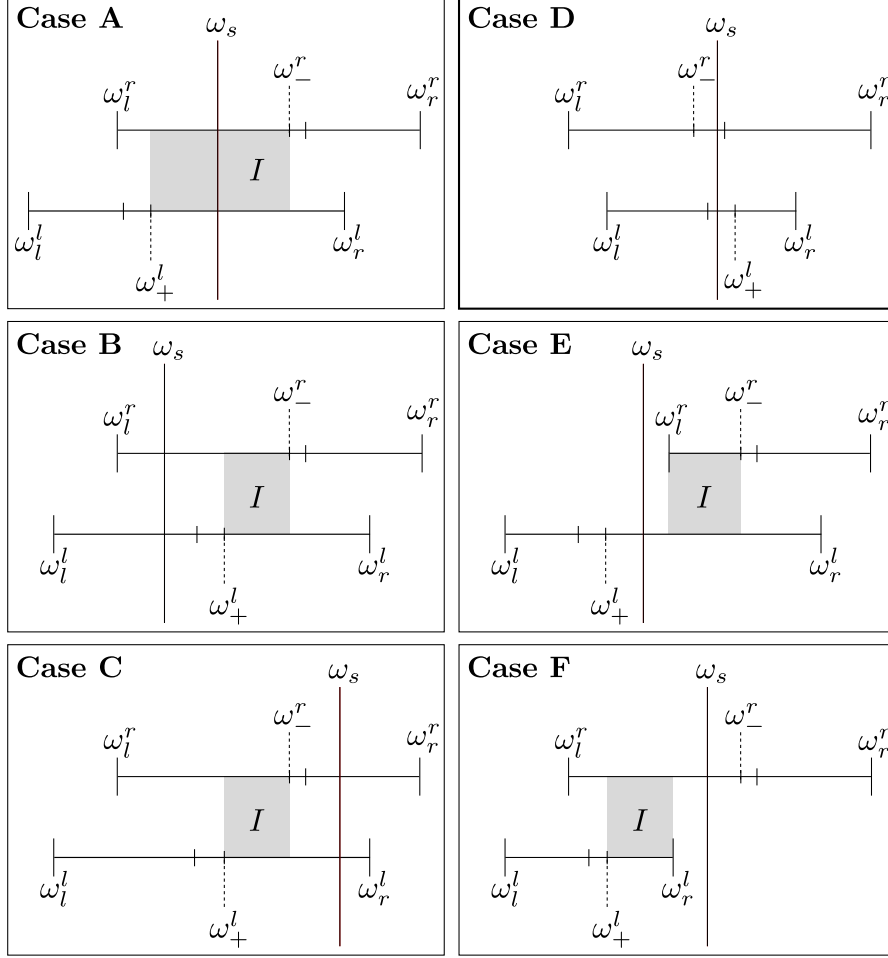 Case A
ω_s
ω_-^r
ω_l^r
ω_r^r
I
ω_l^l
ω_r^l
ω_+^l
Case D
ω_s
ω_-^r
ω_l^r
ω_r^r
ω_l^l
ω_r^l
ω_+^l
Case B
ω_s
ω_-^r
ω_l^r
ω_r^r
I
ω_l^l
ω_r^l
ω_+^l
Case E
ω_s
ω_-^r
ω_l^r
ω_r^r
I
ω_l^l
ω_r^l
ω_+^l
Case C
ω_s
ω_-^r
ω_l^r
ω_r^r
I
ω_l^l
ω_r^l
ω_+^l
Case F
ω_s
ω_-^r
ω_l^r
ω_r^r
I
ω_l^l
ω_r^l
ω_+^l